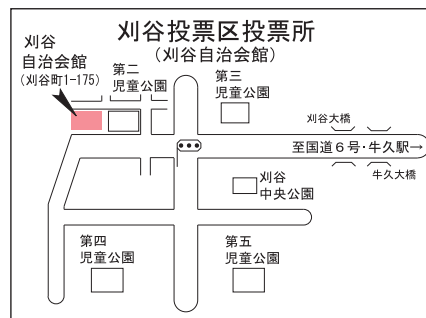 刈谷投票区投票所
(刈谷自治会館)
刈谷
自治会館
(刈谷町1-175)
第二
児童公園
第三
児童公園
刈谷大橋
至国道６号・牛久駅→
牛久大橋
刈谷
中央公園
第四
児童公園
第五
児童公園